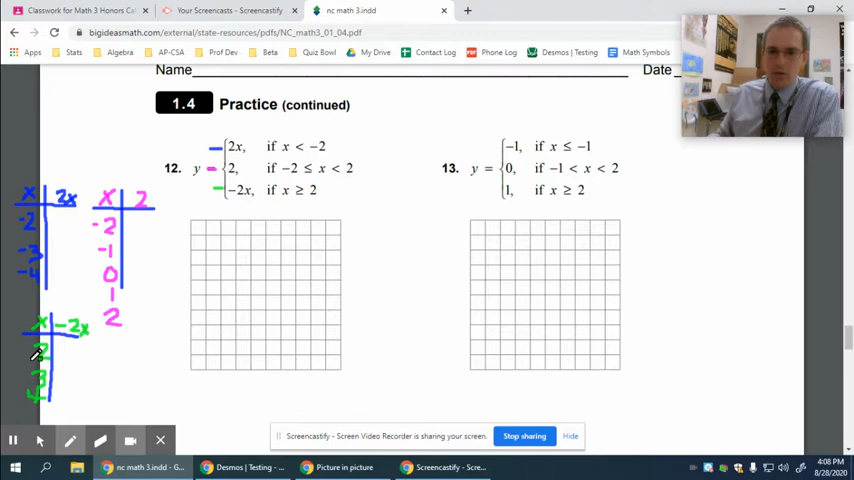 Classwork for Math 3 Honors Ca
Your Screencasts - Screencastify
nc math 3.indd
bigideasmath.com/external/state-resources/pdfs/NC_math3_01_04.pdf
Apps
Stats
Algebra
AP-CSA
Prof Dev
Beta
Quiz Bowl
My Drive
Contact Log
Phone Log
Desmos | Testing
Math Symbols
Name
Date
1.4 Practice (continued)
12. y = 2x, if x < −2
2, if −2 ≤ x < 2
−2x, if x ≥ 2
13. y = −1, if x ≤ −1
0, if −1 < x < 2
1, if x ≥ 2
x 2x
-2
-3
-4
x 2
-2
-1
0
1
2
x -2x
2
3
4
Screencastify - Screen Video Recorder is sharing your screen.
Stop sharing
Hide
nc math 3.indd - G...
Desmos | Testing - ...
Picture in picture
Screencastify - Scre...
4:08 PM
8/28/2020